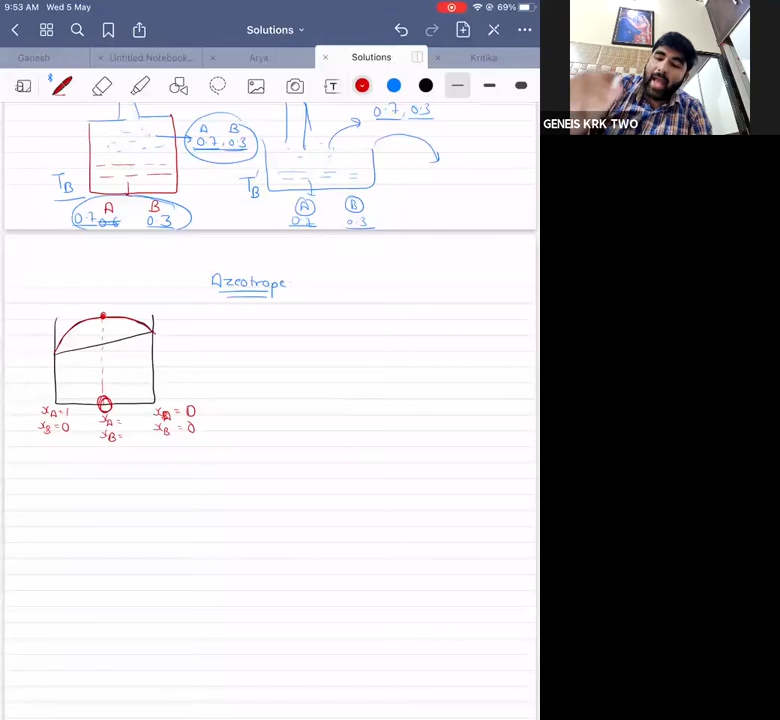 9:53 AM Wed 5 May
69%
Solutions
Ganesh
Untitled Notebook...
Arya
Solutions
Kritika
T
GENEIS KRK TWO
A B
0.7, 0.3
0.7, 0.3
T_B
A B
0.7 0.6 0.3
T_B'
A B
0.7 0.3
Azeotrope
x_A=1 x_A= x_A = 0
x_B=0 x_B= x_B = 0